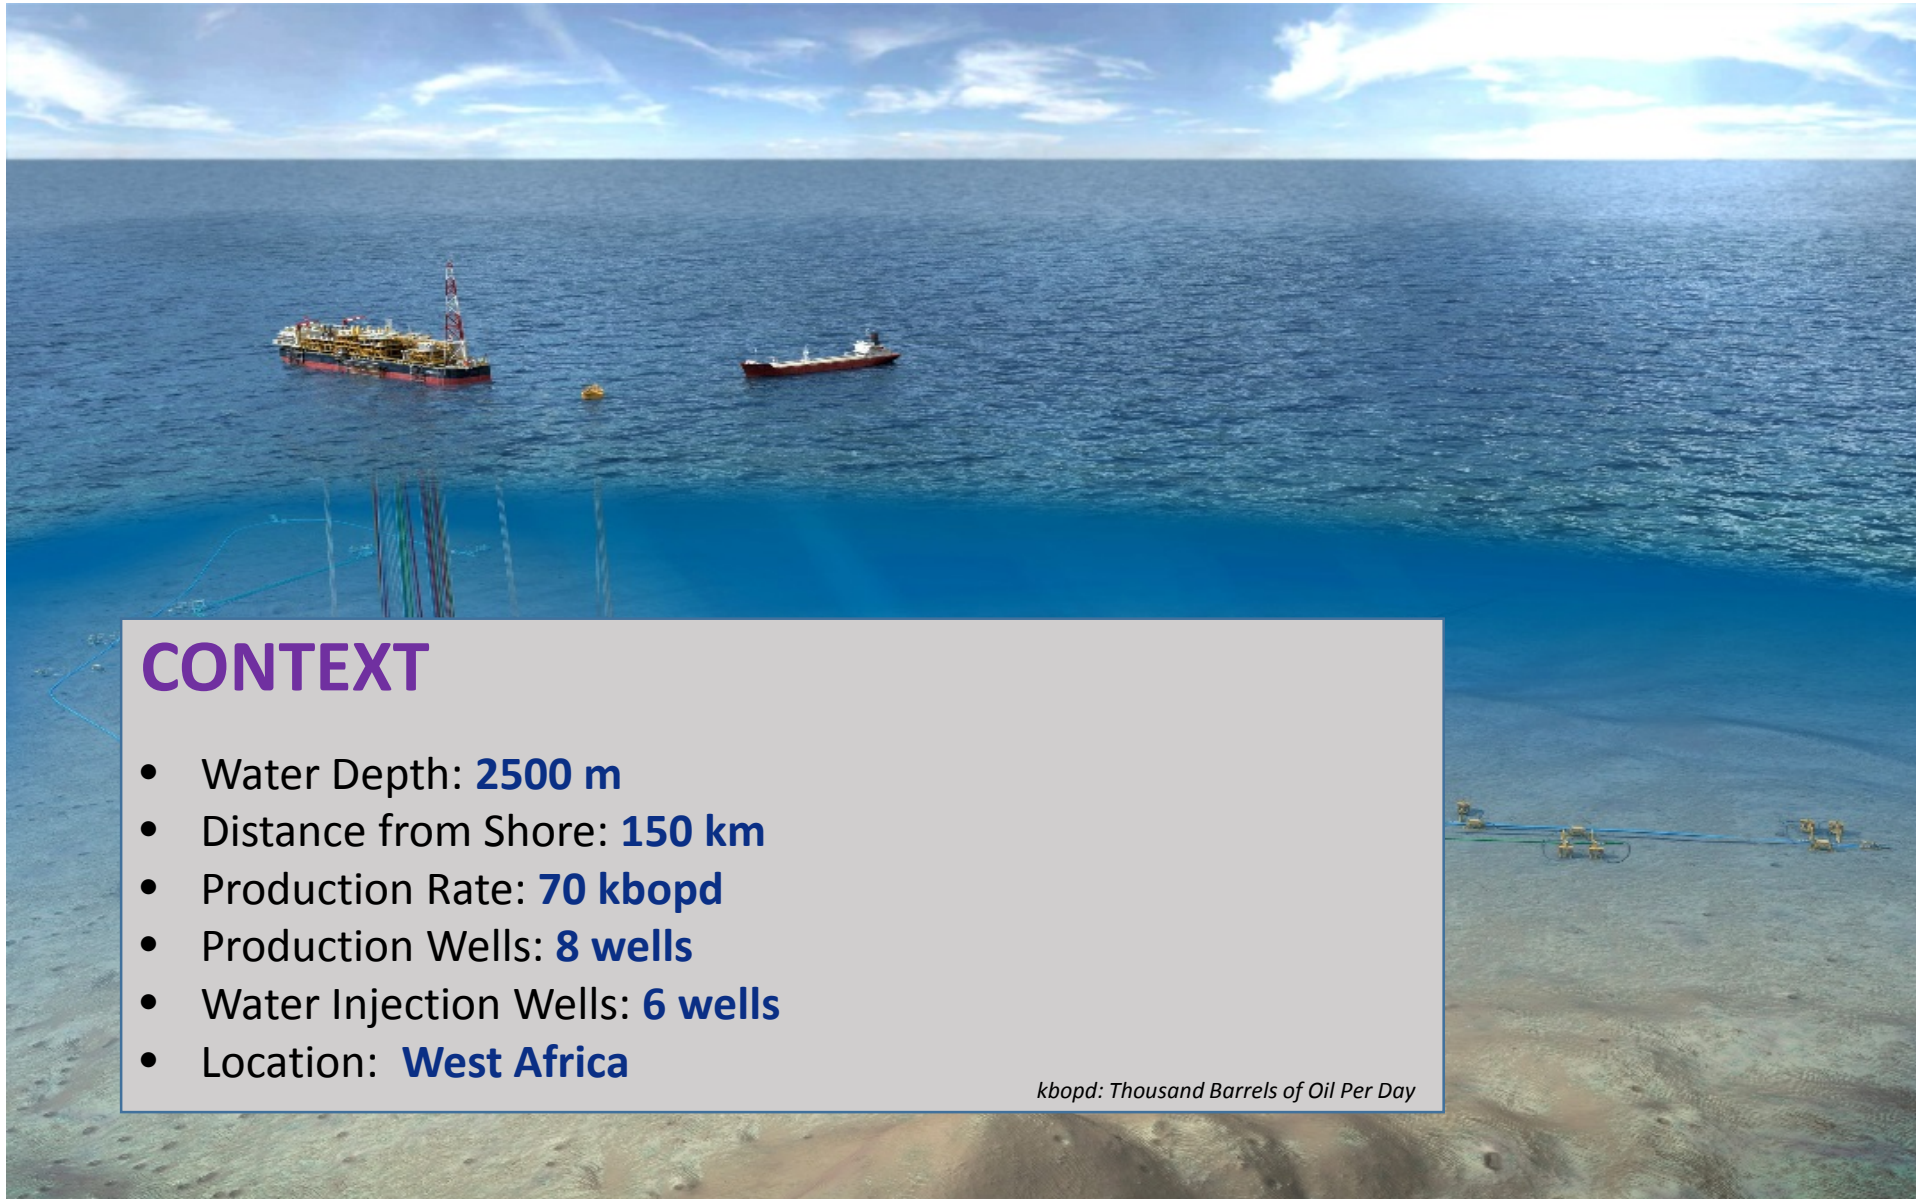 CONTEXT
• Water Depth: 2500 m
• Distance from Shore: 150 km
• Production Rate: 70 kbopd
• Production Wells: 8 wells
• Water Injection Wells: 6 wells
• Location: West Africa
kbopd: Thousand Barrels of Oil Per Day